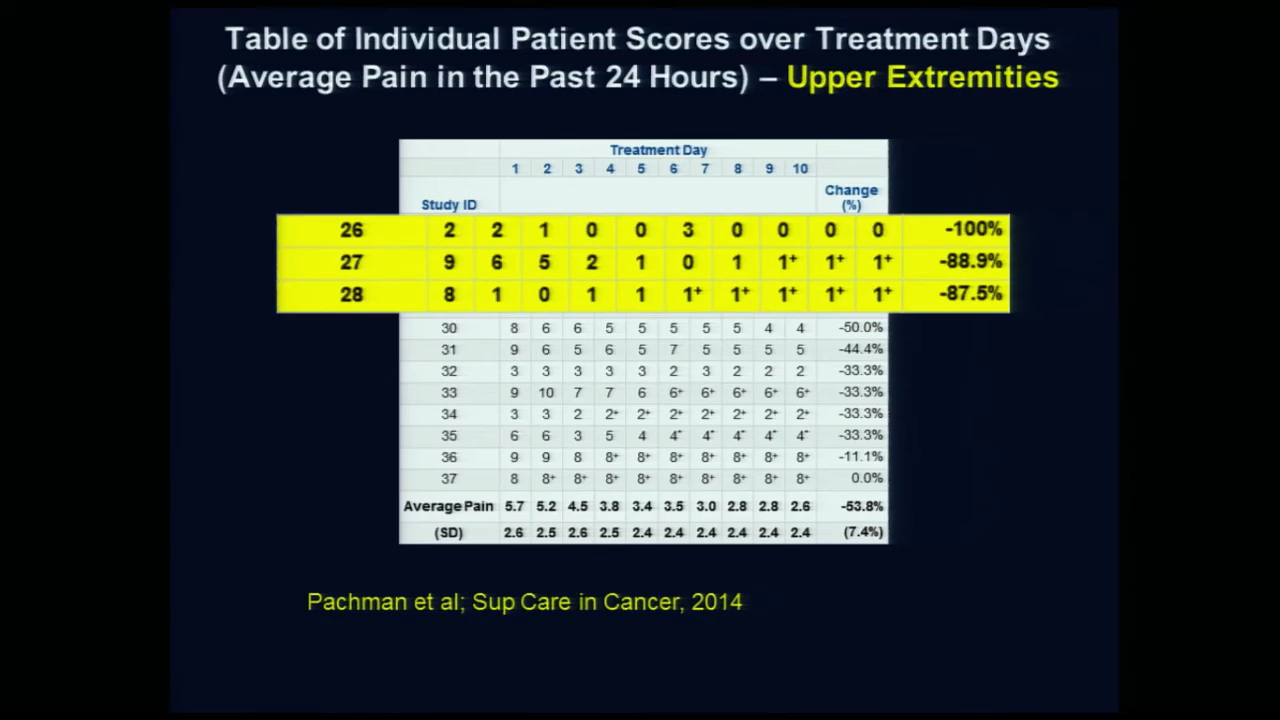 Table of Individual Patient Scores over Treatment Days
(Average Pain in the Past 24 Hours) – Upper Extremities
Treatment Day
1 2 3 4 5 6 7 8 9 10
Study ID Change (%)
26 2 2 1 0 0 3 0 0 0 0 -100%
27 9 6 5 2 1 0 1 1+ 1+ 1+ -88.9%
28 8 1 0 1 1 1+ 1+ 1+ 1+ 1+ -87.5%
30 8 6 6 5 5 5 5 5 4 4 -50.0%
31 9 6 5 6 5 7 5 5 5 5 -44.4%
32 3 3 3 3 3 2 3 2 2 2 -33.3%
33 9 10 7 7 6 6+ 6+ 6+ 6+ 6+ -33.3%
34 3 3 2 2+ 2+ 2+ 2+ 2+ 2+ 2+ -33.3%
35 6 6 3 5 4 4* 4* 4* 4* 4* -33.3%
36 9 9 8 8+ 8+ 8+ 8+ 8+ 8+ 8+ -11.1%
37 8 8+ 8+ 8+ 8+ 8+ 8+ 8+ 8+ 8+ 0.0%
Average Pain 5.7 5.2 4.5 3.8 3.4 3.5 3.0 2.8 2.8 2.6 -53.8%
(SD) 2.6 2.5 2.6 2.5 2.4 2.4 2.4 2.4 2.4 2.4 (7.4%)
Pachman et al; Sup Care in Cancer, 2014